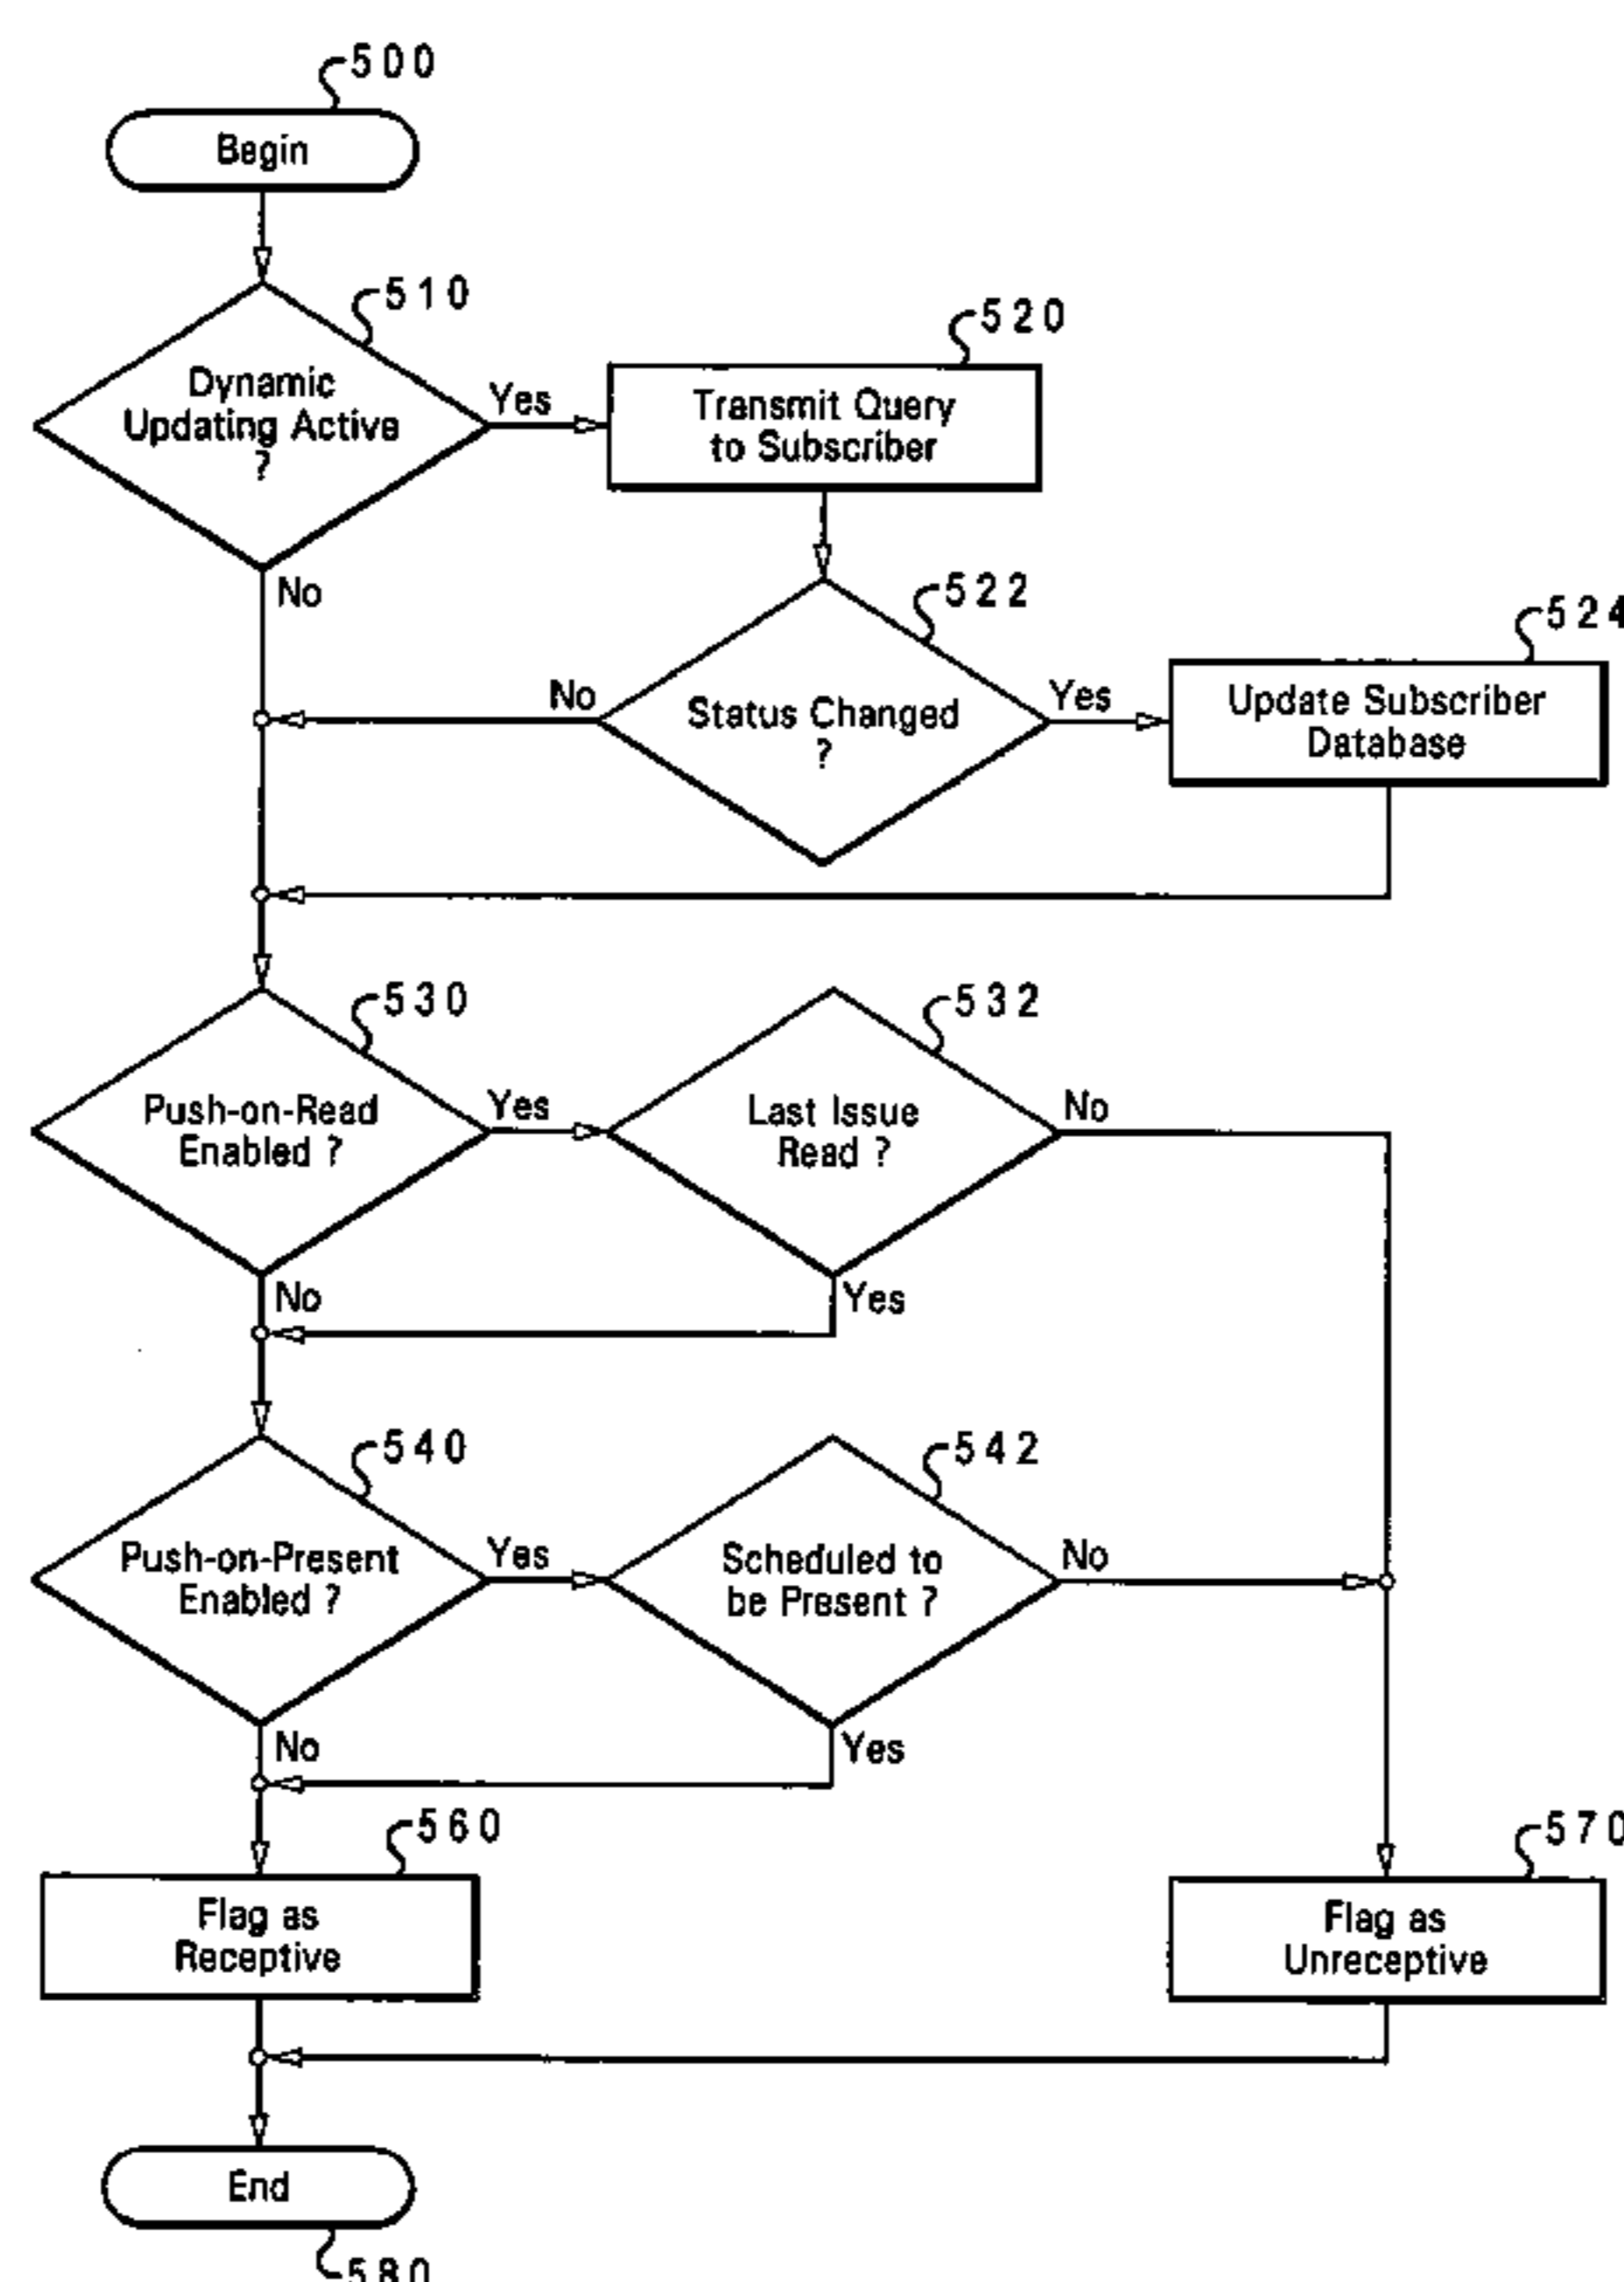 500
Begin
510
Dynamic
Updating Active
?
Yes
520
Transmit Query
to Subscriber
No
522
Status Changed
?
No
Yes
524
Update Subscriber
Database
530
Push-on-Read
Enabled ?
Yes
532
Last Issue
Read ?
No
No
Yes
540
Push-on-Present
Enabled ?
Yes
542
Scheduled to
be Present ?
No
No
Yes
560
Flag as
Receptive
570
Flag as
Unreceptive
End
580